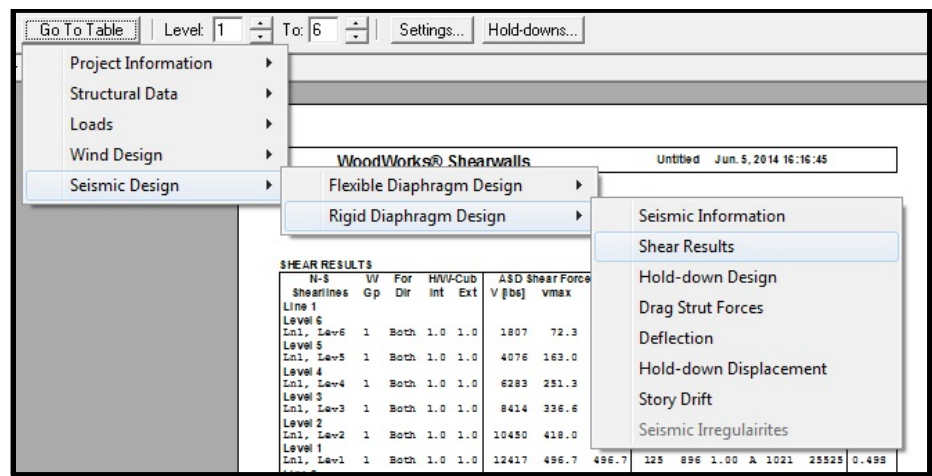 Go To Table Level: 1 To: 6 Settings... Hold-downs...
Project Information
Structural Data
Loads
Wind Design
Seismic Design
WoodWorks® Shearwalls Untitled Jun. 5, 2014 16:16:45
Flexible Diaphragm Design
Rigid Diaphragm Design
Seismic Information
Shear Results
Hold-down Design
Drag Strut Forces
Deflection
Hold-down Displacement
Story Drift
Seismic Irregulairites
SHEAR RESULTS
N-S W For H/W-Cub ASD Shear Force
Shearlines Gp Dir Int Ext V [lbs] vmax
Line 1
Level 6
Ln1, Lev6 1 Both 1.0 1.0 1807 72.3
Level 5
Ln1, Lev5 1 Both 1.0 1.0 4076 163.0
Level 4
Ln1, Lev4 1 Both 1.0 1.0 6283 251.3
Level 3
Ln1, Lev3 1 Both 1.0 1.0 8414 336.6
Level 2
Ln1, Lev2 1 Both 1.0 1.0 10450 418.0
Level 1
Ln1, Lev1 1 Both 1.0 1.0 12417 496.7 496.7 125 896 1.00 A 1021 25525 0.49S